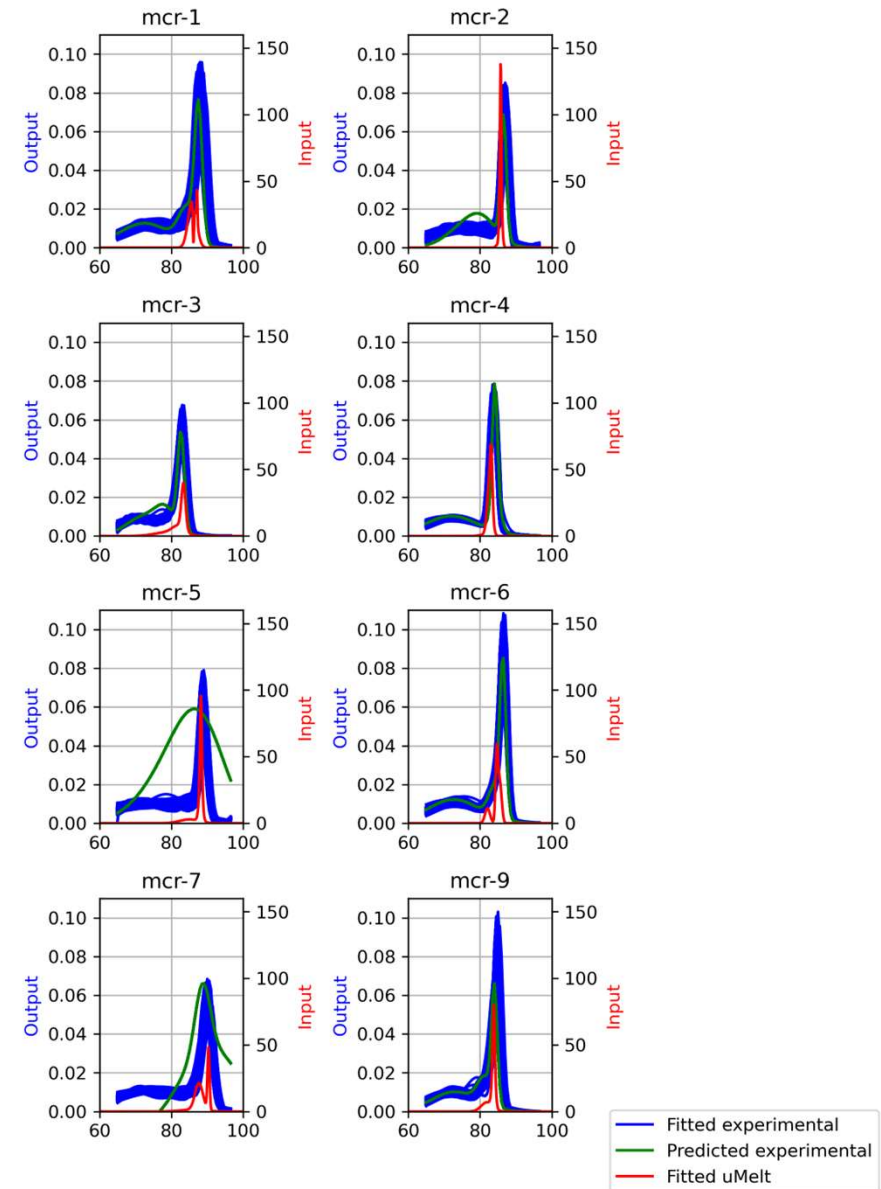 mcr-1
0.10
0.08
0.06
0.04
0.02
0.00
Output
150
100
50
0
Input
60 80 100
mcr-2
0.10
0.08
0.06
0.04
0.02
0.00
Output
150
100
50
0
Input
60 80 100
mcr-3
0.10
0.08
0.06
0.04
0.02
0.00
Output
150
100
50
0
Input
60 80 100
mcr-4
0.10
0.08
0.06
0.04
0.02
0.00
Output
150
100
50
0
Input
60 80 100
mcr-5
0.10
0.08
0.06
0.04
0.02
0.00
Output
150
100
50
0
Input
60 80 100
mcr-6
0.10
0.08
0.06
0.04
0.02
0.00
Output
150
100
50
0
Input
60 80 100
mcr-7
0.10
0.08
0.06
0.04
0.02
0.00
Output
150
100
50
0
Input
60 80 100
mcr-9
0.10
0.08
0.06
0.04
0.02
0.00
Output
150
100
50
0
Input
60 80 100
Fitted experimental
Predicted experimental
Fitted uMelt